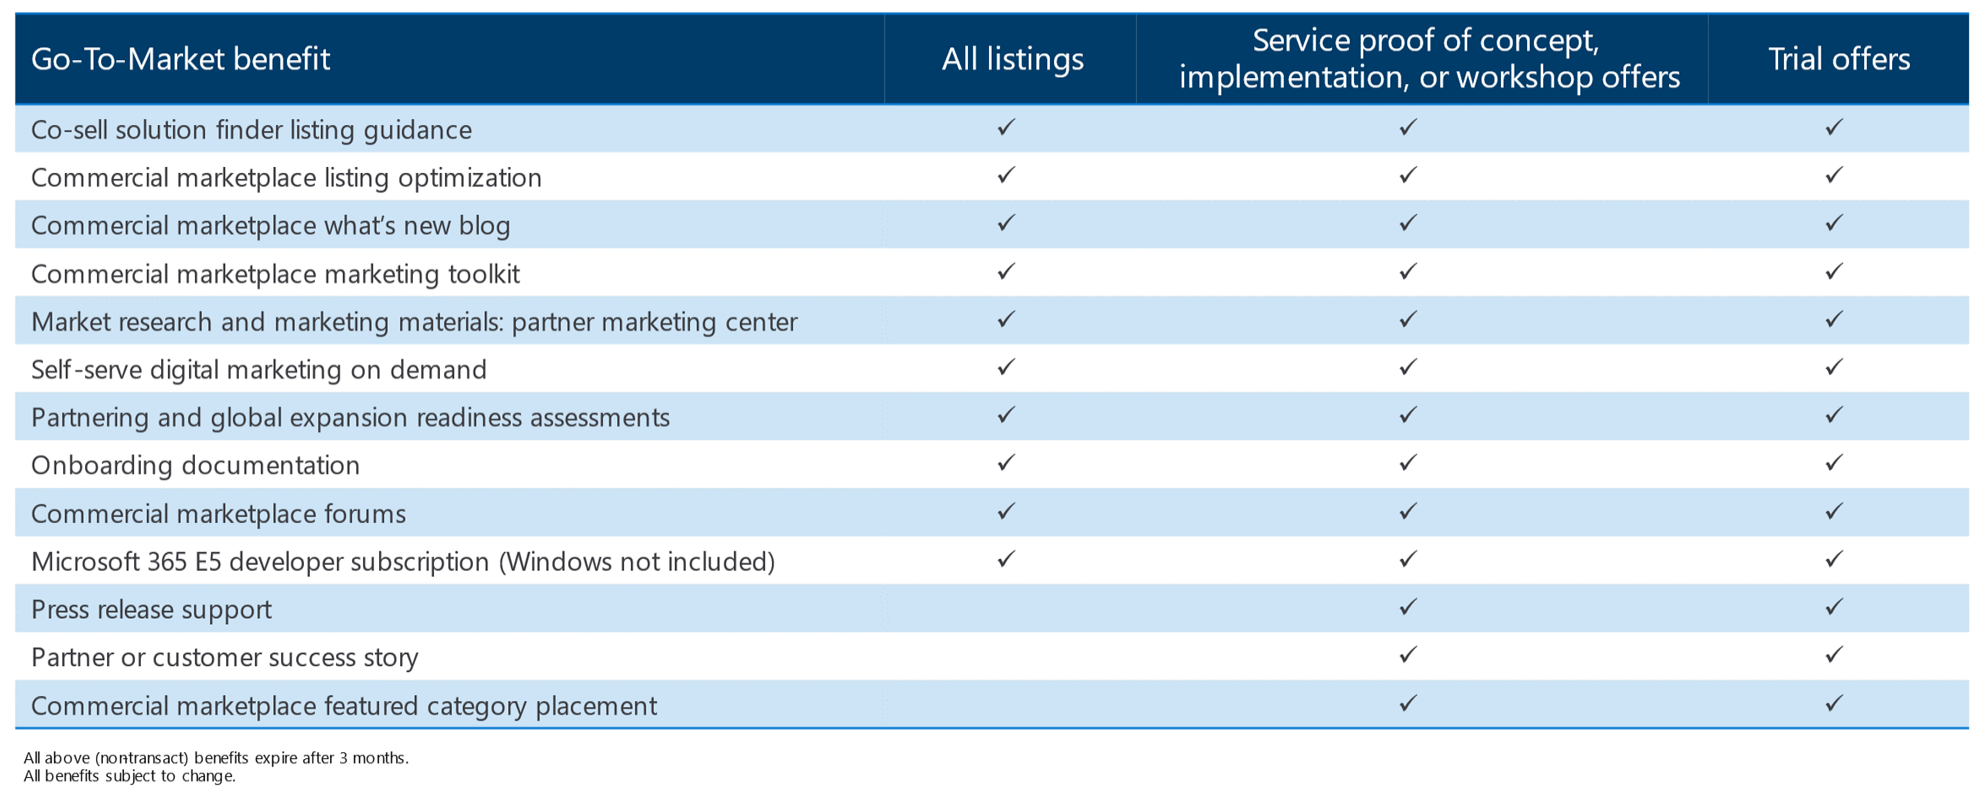 Go-To-Market benefit All listings Service proof of concept, implementation, or workshop offers Trial offers
Co-sell solution finder listing guidance ✓ ✓ ✓
Commercial marketplace listing optimization ✓ ✓ ✓
Commercial marketplace what's new blog ✓ ✓ ✓
Commercial marketplace marketing toolkit ✓ ✓ ✓
Market research and marketing materials: partner marketing center ✓ ✓ ✓
Self-serve digital marketing on demand ✓ ✓ ✓
Partnering and global expansion readiness assessments ✓ ✓ ✓
Onboarding documentation ✓ ✓ ✓
Commercial marketplace forums ✓ ✓ ✓
Microsoft 365 E5 developer subscription (Windows not included) ✓ ✓ ✓
Press release support ✓ ✓
Partner or customer success story ✓ ✓
Commercial marketplace featured category placement ✓ ✓
All above (non-transact) benefits expire after 3 months.
All benefits subject to change.